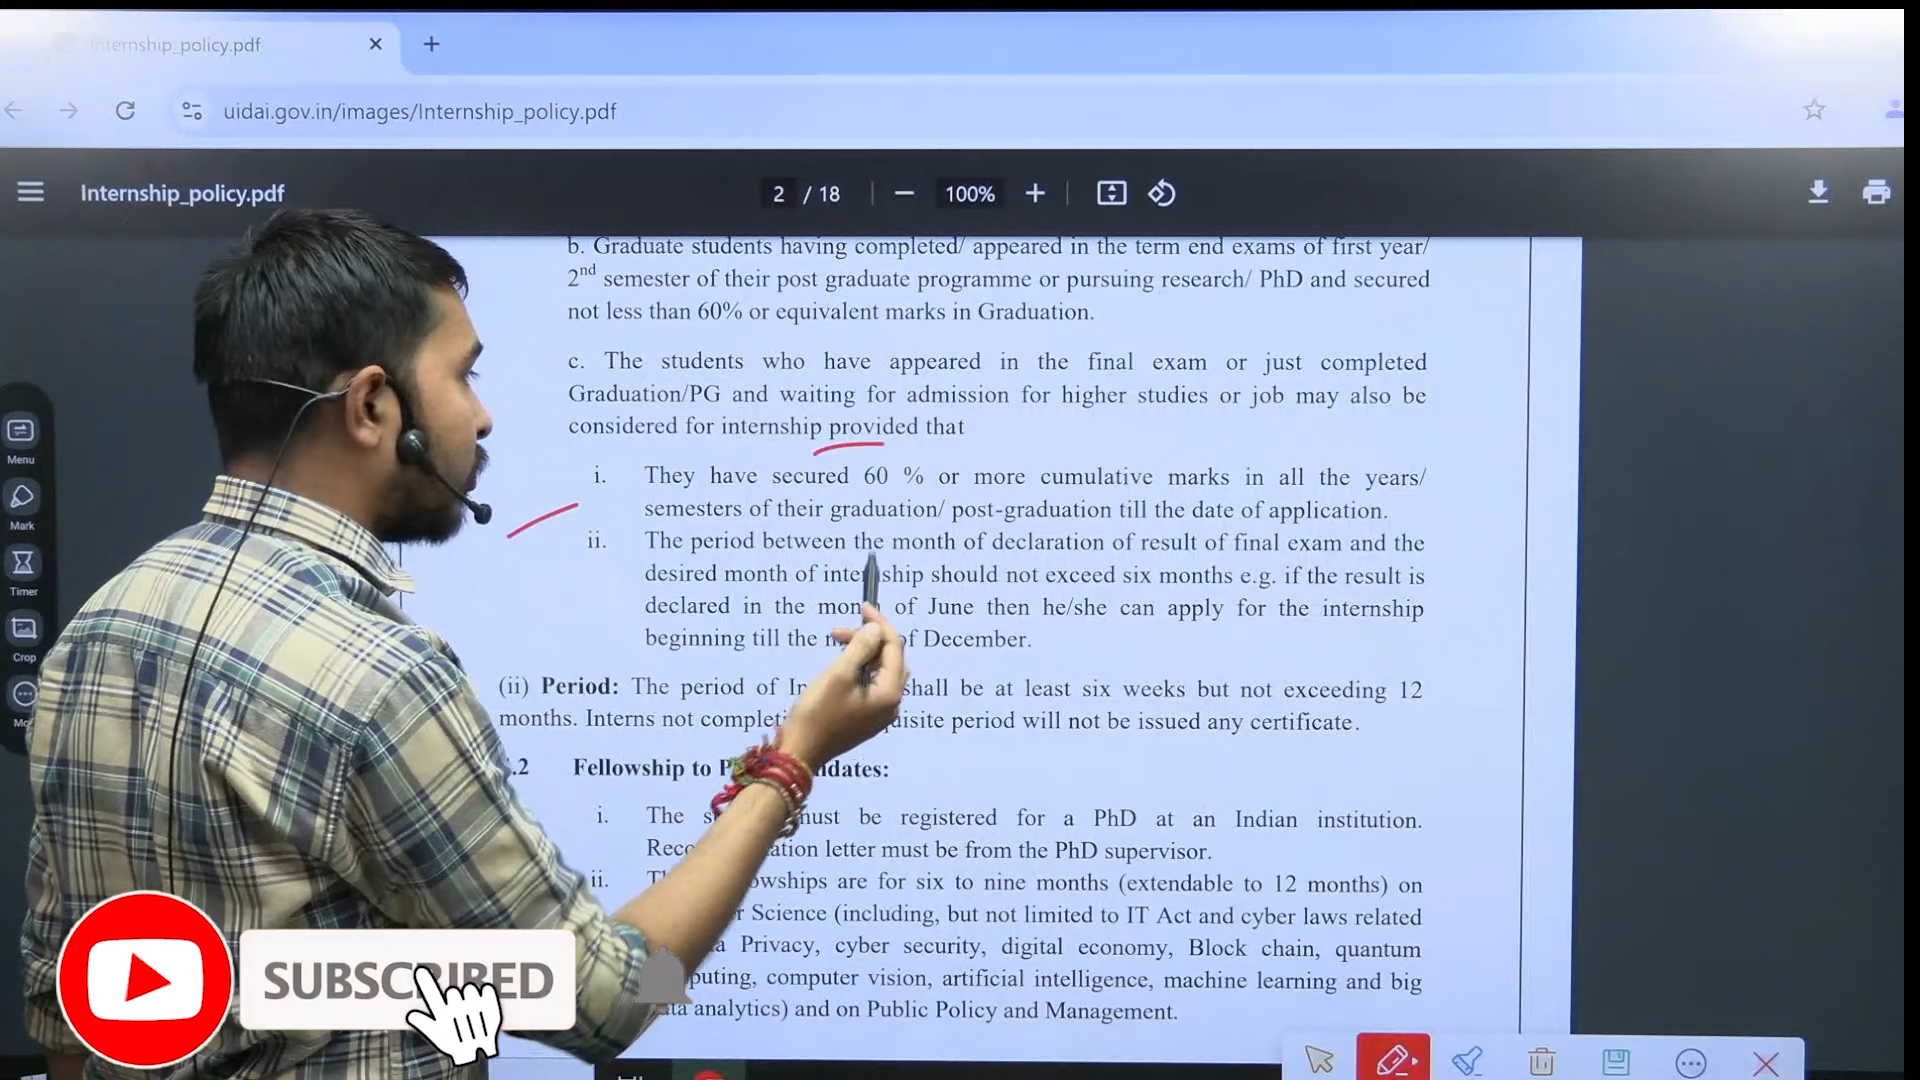 Internship_policy.pdf
uidai.gov.in/images/Internship_policy.pdf
Internship_policy.pdf
2 / 18
100%
b. Graduate students having completed/ appeared in the term end exams of first year/
2nd semester of their post graduate programme or pursuing research/ PhD and secured
not less than 60% or equivalent marks in Graduation.
c. The students who have appeared in the final exam or just completed
Graduation/PG and waiting for admission for higher studies or job may also be
considered for internship provided that
i. They have secured 60 % or more cumulative marks in all the years/
semesters of their graduation/ post-graduation till the date of application.
ii. The period between the month of declaration of result of final exam and the
desired month of internship should not exceed six months e.g. if the result is
declared in the month of June then he/she can apply for the internship
beginning till the of December.
(ii) Period: The period of shall be at least six weeks but not exceeding 12
months. Interns not period will not be issued any certificate.
.2 Fellowship to
i. The must be registered for a PhD at an Indian institution.
letter must be from the PhD supervisor.
ii. are for six to nine months (extendable to 12 months) on
Science (including, but not limited to IT Act and cyber laws related
Privacy, cyber security, digital economy, Block chain, quantum
computer vision, artificial intelligence, machine learning and big
analytics) and on Public Policy and Management.
Menu
Mark
Timer
Crop
SUBSCRIBED